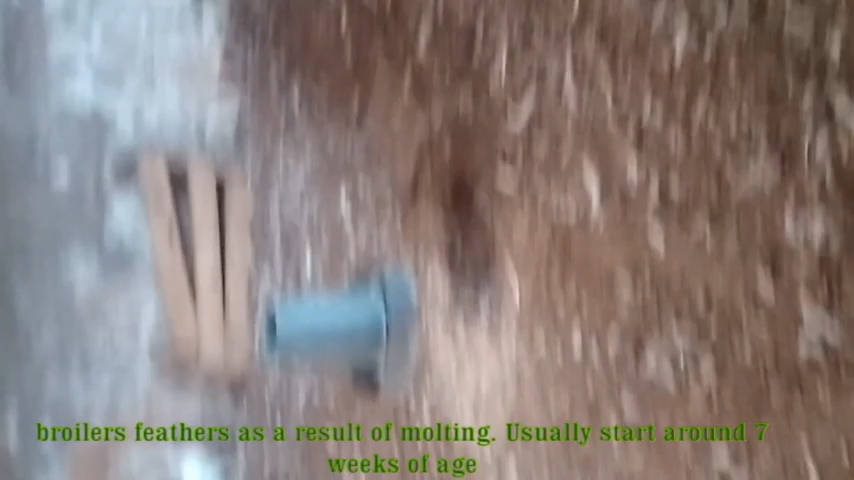 broilers feathers as a result of molting. Usually start around 7
weeks of age